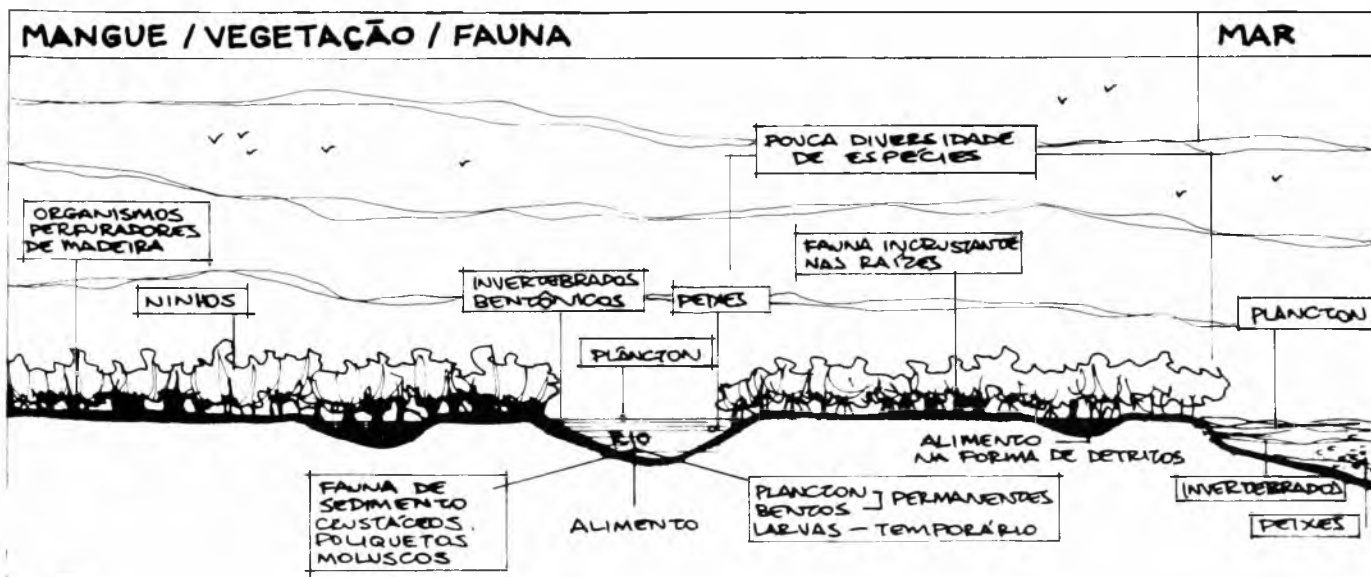 MANGUE / VEGETAÇÃO / FAUNA
MAR
POUCA DIVERSIDADE
DE ESPÉCIES
ORGANISMOS
PERFURADORES
DE MADEIRA
NINHOS
INVERTEBRADOS
BENTÔNICOS
PEIXES
FAUNA INCRUSTANTE
NAS RAÍZES
PLANCTON
PLÂNCTON
RIO
ALIMENTO
NA FORMA DE DETRITOS
FAUNA DE
SEDIMENTO
CRUSTÁCEOS.
POLIQUETOS
MOLUSCOS
ALIMENTO
PLANCTON ] PERMANENTES
BENTOS
LARVAS — TEMPORÁRIO
INVERTEBRADOS
PEIXES